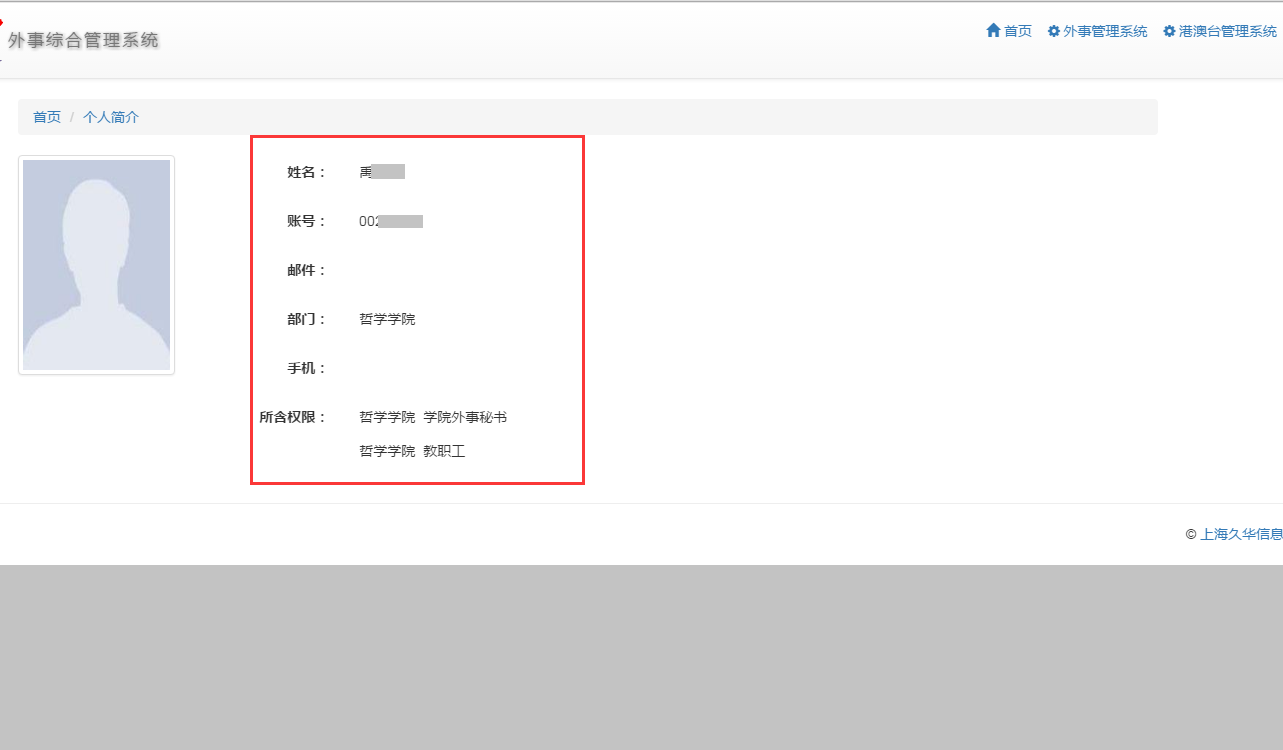 外事综合管理系统
首页 外事管理系统 港澳台管理系统
首页 / 个人简介
姓名： 禹
账号： 002
邮件：
部门： 哲学学院
手机：
所含权限： 哲学学院 学院外事秘书
哲学学院 教职工
© 上海久华信息